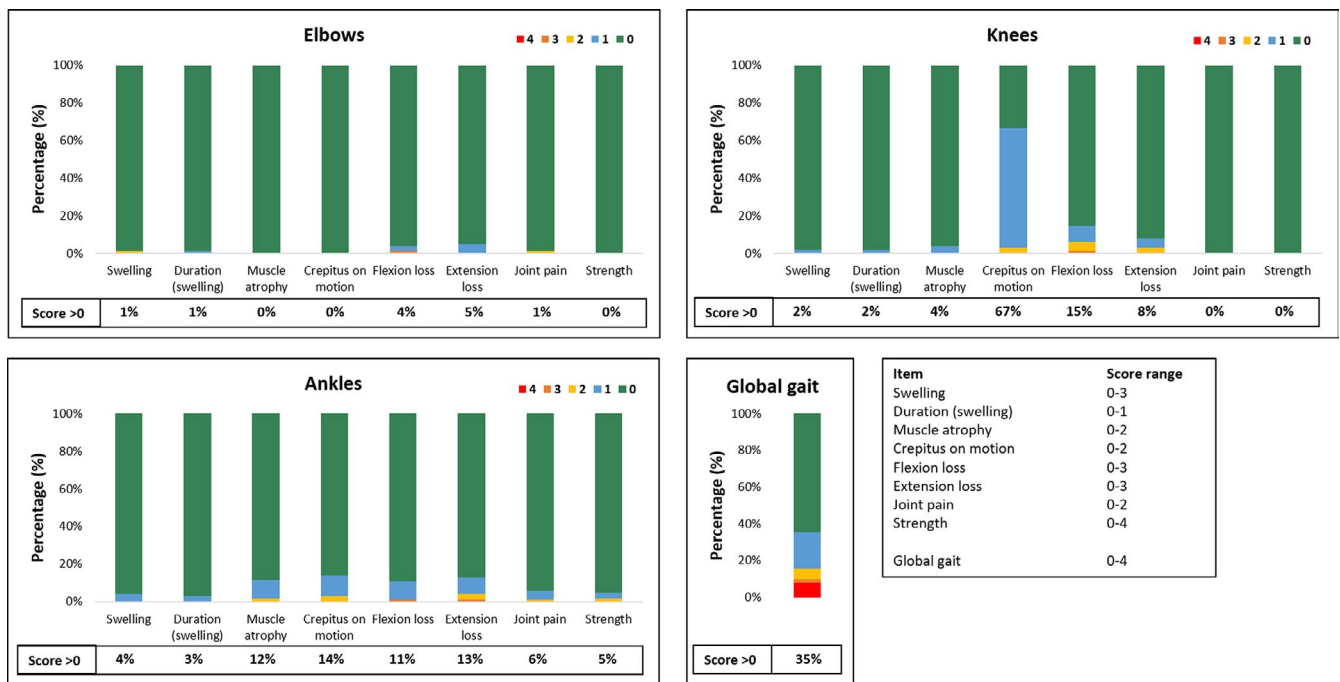 Elbows
4 3 2 1 0
Percentage (%)
100%
80%
60%
40%
20%
0%
Swelling Duration (swelling) Muscle atrophy Crepitus on motion Flexion loss Extension loss Joint pain Strength
Score >0 1% 1% 0% 0% 4% 5% 1% 0%
Knees
4 3 2 1 0
Percentage (%)
100%
80%
60%
40%
20%
0%
Swelling Duration (swelling) Muscle atrophy Crepitus on motion Flexion loss Extension loss Joint pain Strength
Score >0 2% 2% 4% 67% 15% 8% 0% 0%
Ankles
4 3 2 1 0
Percentage (%)
100%
80%
60%
40%
20%
0%
Swelling Duration (swelling) Muscle atrophy Crepitus on motion Flexion loss Extension loss Joint pain Strength
Score >0 4% 3% 12% 14% 11% 13% 6% 5%
Global gait
Percentage (%)
100%
80%
60%
40%
20%
0%
Score >0 35%
Item Score range
Swelling 0-3
Duration (swelling) 0-1
Muscle atrophy 0-2
Crepitus on motion 0-2
Flexion loss 0-3
Extension loss 0-3
Joint pain 0-2
Strength 0-4
Global gait 0-4